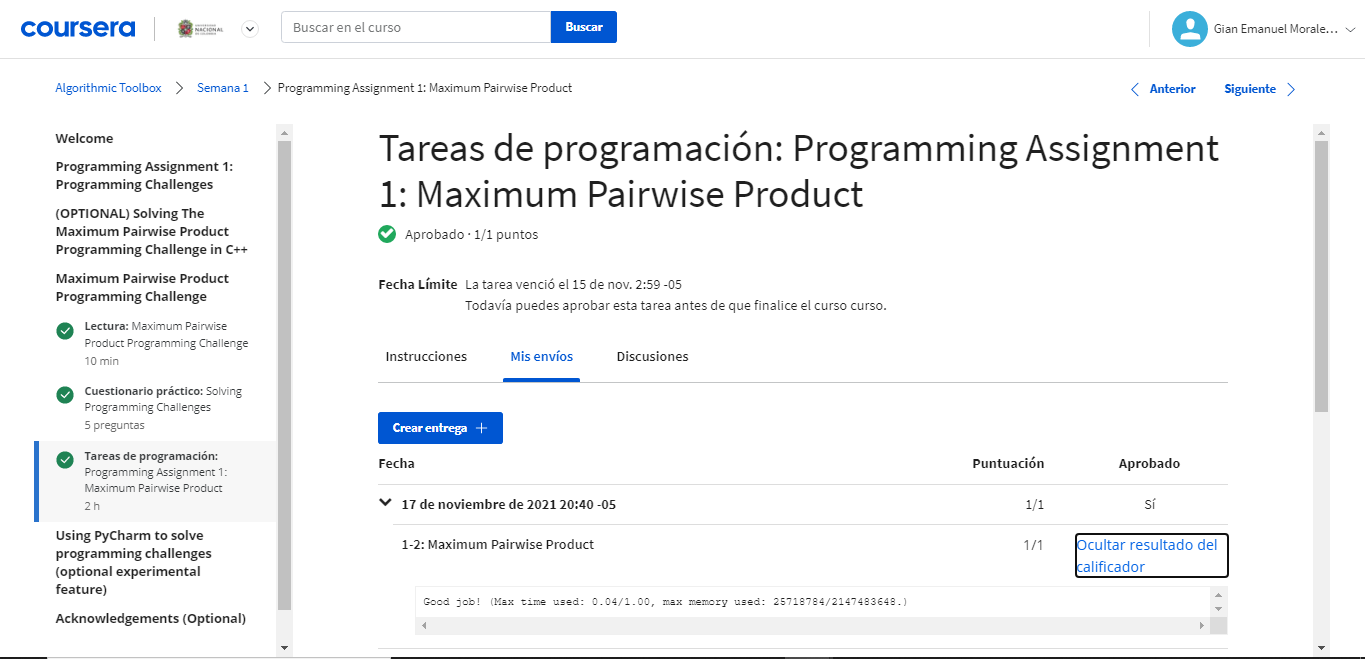 coursera
UNIVERSIDAD
NACIONAL
DE COLOMBIA
Buscar en el curso
Buscar
Gian Emanuel Morale...
Algorithmic Toolbox
Semana 1
Programming Assignment 1: Maximum Pairwise Product
Anterior
Siguiente
Welcome
Programming Assignment 1:
Programming Challenges
(OPTIONAL) Solving The
Maximum Pairwise Product
Programming Challenge in C++
Maximum Pairwise Product
Programming Challenge
Lectura: Maximum Pairwise
Product Programming Challenge
10 min
Cuestionario práctico: Solving
Programming Challenges
5 preguntas
Tareas de programación:
Programming Assignment 1:
Maximum Pairwise Product
2 h
Using PyCharm to solve
programming challenges
(optional experimental
feature)
Acknowledgements (Optional)
Tareas de programación: Programming Assignment
1: Maximum Pairwise Product
Aprobado · 1/1 puntos
Fecha Límite La tarea venció el 15 de nov. 2:59 -05
Todavía puedes aprobar esta tarea antes de que finalice el curso curso.
Instrucciones
Mis envíos
Discusiones
Crear entrega +
Fecha Puntuación Aprobado
17 de noviembre de 2021 20:40 -05 1/1 Sí
1-2: Maximum Pairwise Product 1/1 Ocultar resultado del
calificador
Good job! (Max time used: 0.04/1.00, max memory used: 25718784/2147483648.)